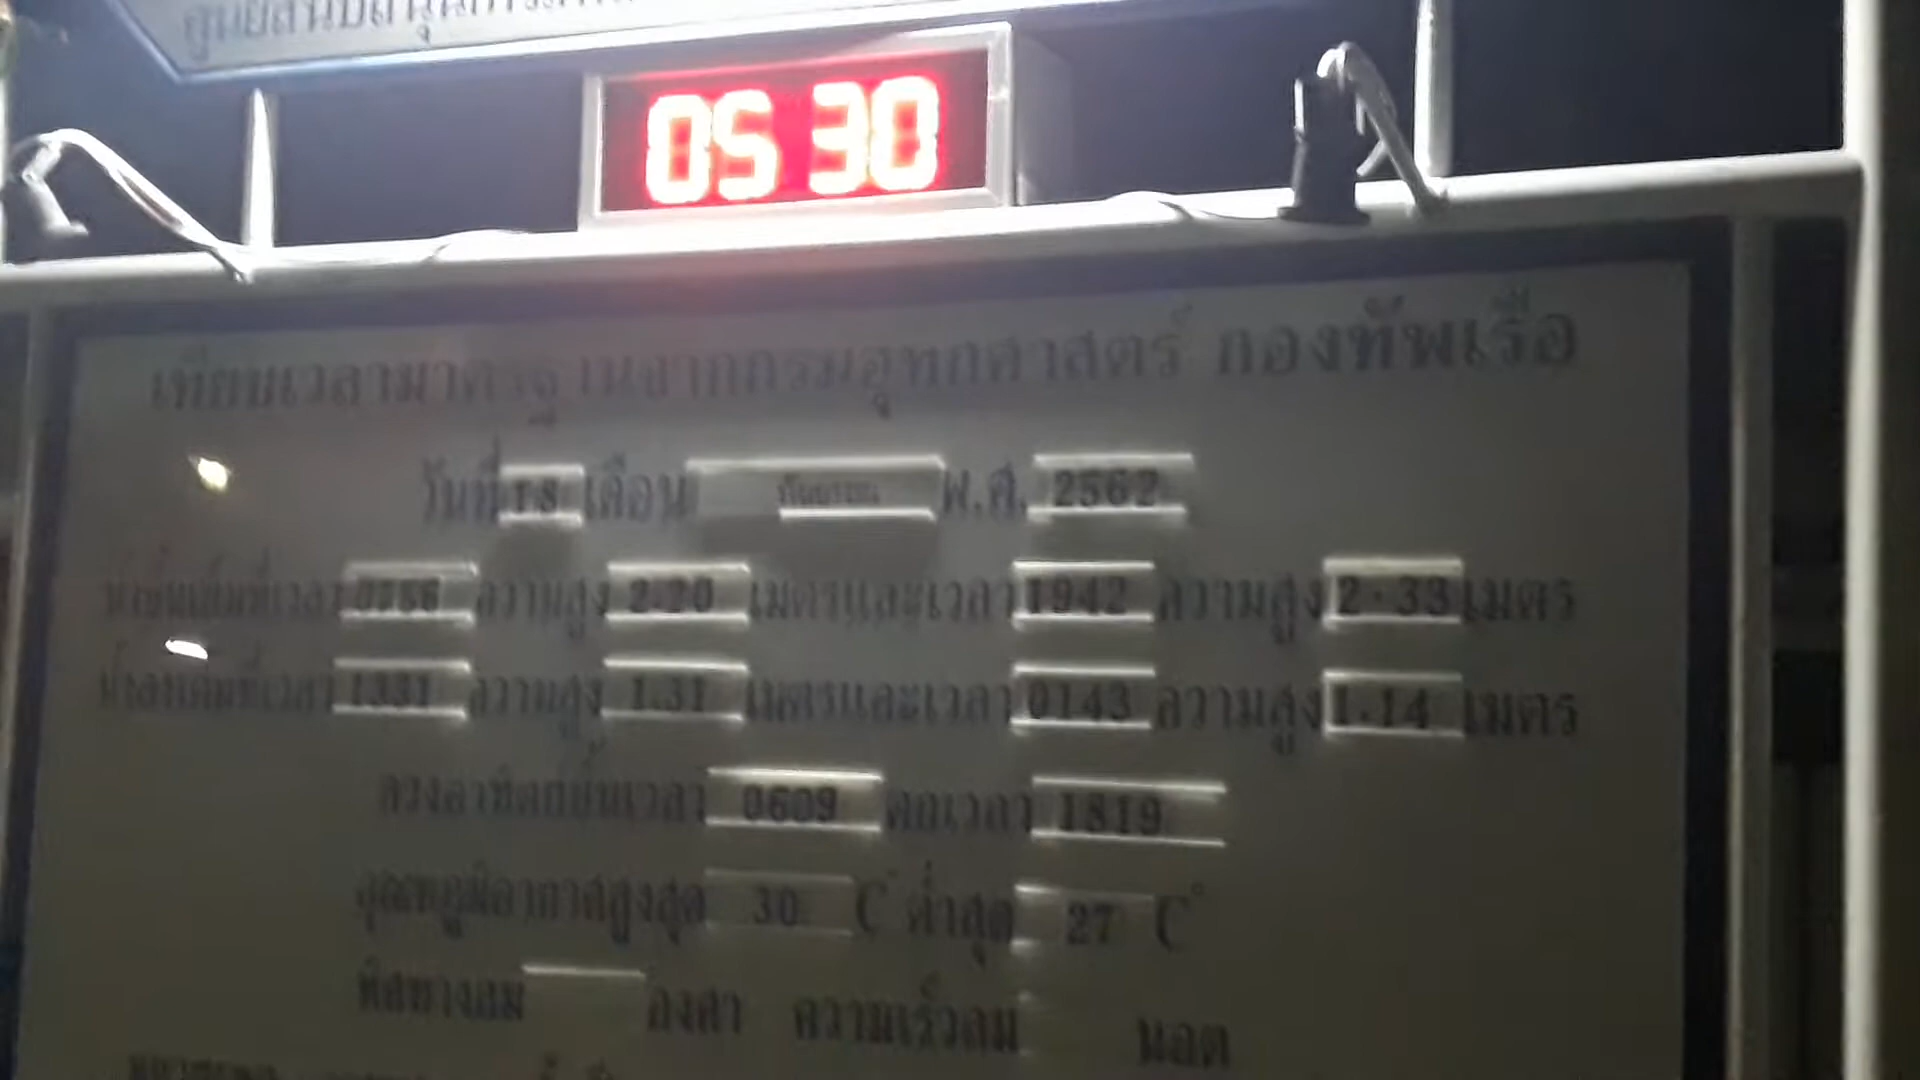 05 30
เทียบเวลามาตรฐานจากกรมอุทกศาสตร์ กองทัพเรือ
วันที่ 18 เดือน กันยายน พ.ศ. 2562
น้ำขึ้นเต็มที่เวลา ความสูง 2.20 เมตรและเวลา 1942 ความสูง 2.33 เมตร
น้ำลงเต็มที่เวลา 1331 ความสูง 1.31 เมตรและเวลา 0143 ความสูง 1.14 เมตร
ดวงอาทิตย์ขึ้นเวลา 0609 ตกเวลา 1819
อุณหภูมิอากาศสูงสุด 30 C° ต่ำสุด 27 C°
ทิศทางลม องศา ความเร็วลม นอต